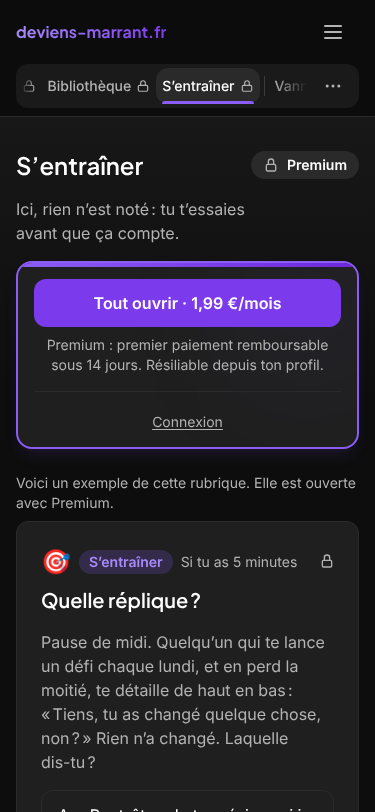 deviens-marrant.fr
Bibliothèque S’entraîner Vann
S’entraîner Premium
Ici, rien n’est noté : tu t’essaies
avant que ça compte.
Tout ouvrir · 1,99 €/mois
Premium : premier paiement remboursable
sous 14 jours. Résiliable depuis ton profil.
Connexion
Voici un exemple de cette rubrique. Elle est ouverte
avec Premium.
S’entraîner Si tu as 5 minutes
Quelle réplique ?
Pause de midi. Quelqu’un qui te lance
un défi chaque lundi, et en perd la
moitié, te détaille de haut en bas :
« Tiens, tu as changé quelque chose,
non ? » Rien n’a changé. Laquelle
dis-tu ?